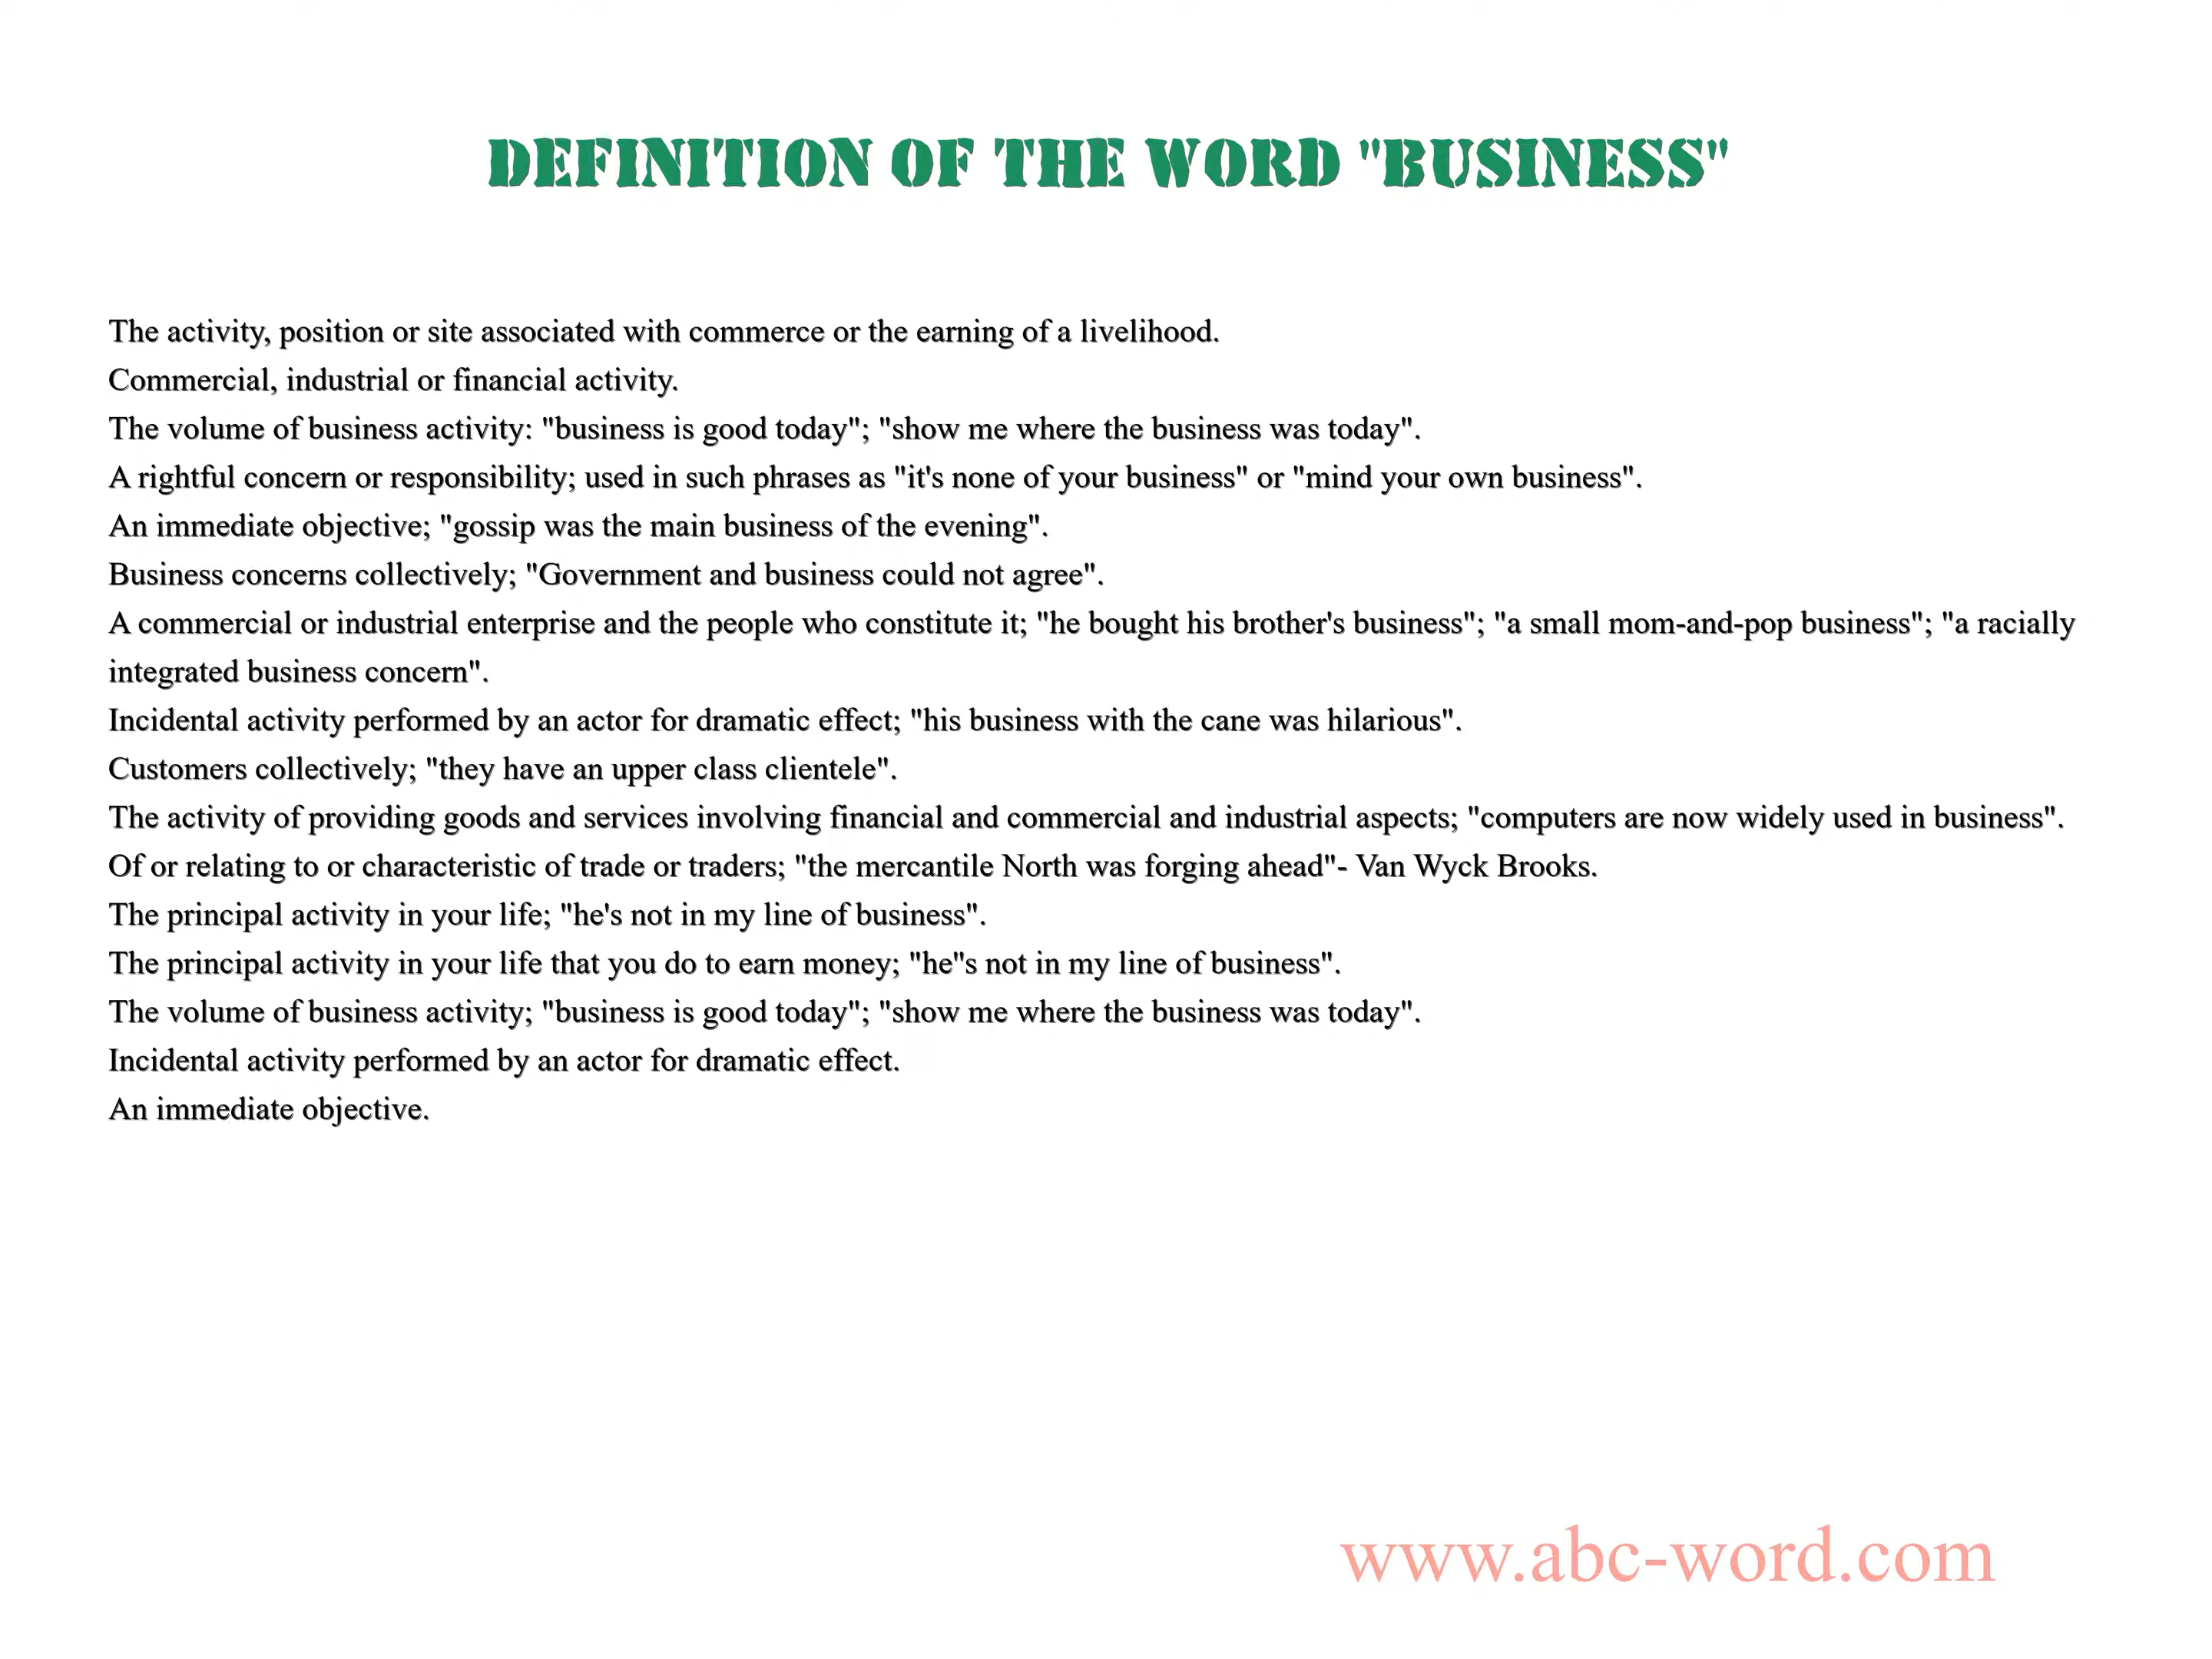 DEFINITION OF THE WORD "BUSINESS"
The activity, position or site associated with commerce or the earning of a livelihood.
Commercial, industrial or financial activity.
The volume of business activity: "business is good today"; "show me where the business was today".
A rightful concern or responsibility; used in such phrases as "it's none of your business" or "mind your own business".
An immediate objective; "gossip was the main business of the evening".
Business concerns collectively; "Government and business could not agree".
A commercial or industrial enterprise and the people who constitute it; "he bought his brother's business"; "a small mom-and-pop business"; "a racially
integrated business concern".
Incidental activity performed by an actor for dramatic effect; "his business with the cane was hilarious".
Customers collectively; "they have an upper class clientele".
The activity of providing goods and services involving financial and commercial and industrial aspects; "computers are now widely used in business".
Of or relating to or characteristic of trade or traders; "the mercantile North was forging ahead"- Van Wyck Brooks.
The principal activity in your life; "he's not in my line of business".
The principal activity in your life that you do to earn money; "he"s not in my line of business".
The volume of business activity; "business is good today"; "show me where the business was today".
Incidental activity performed by an actor for dramatic effect.
An immediate objective.
www.abc-word.com